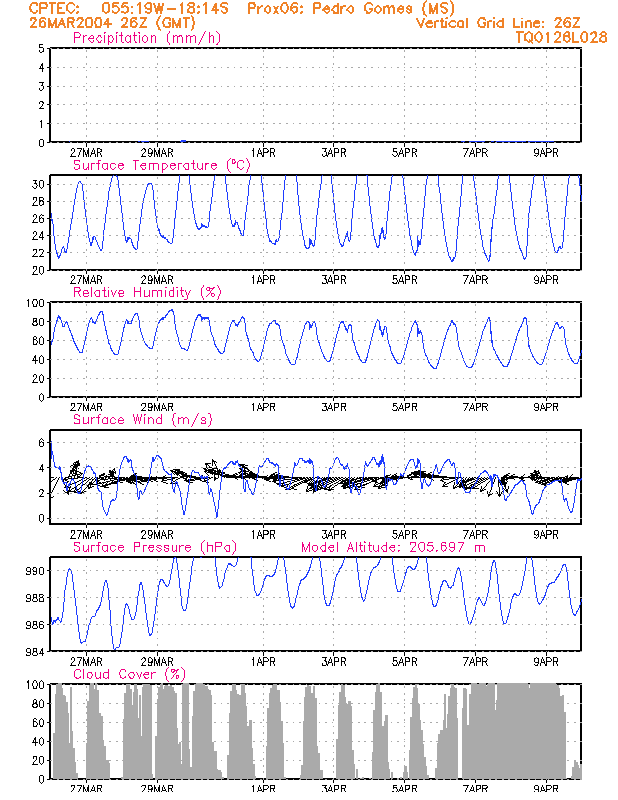 CPTEC: 055:19W-18:14S Prox06: Pedro Gomes (MS)
26MAR2004 26Z (GMT) Vertical Grid Line: 26Z
Precipitation (mm/h) TQ0126L028
5
4
3
2
1
0
27MAR 29MAR 1APR 3APR 5APR 7APR 9APR
Surface Temperature (°C)
30
28
26
24
22
20
27MAR 29MAR 1APR 3APR 5APR 7APR 9APR
Relative Humidity (%)
100
80
60
40
20
0
27MAR 29MAR 1APR 3APR 5APR 7APR 9APR
Surface Wind (m/s)
6
4
2
0
27MAR 29MAR 1APR 3APR 5APR 7APR 9APR
Surface Pressure (hPa) Model Altitude: 205.697 m
990
988
986
984
27MAR 29MAR 1APR 3APR 5APR 7APR 9APR
Cloud Cover (%)
100
80
60
40
20
0
27MAR 29MAR 1APR 3APR 5APR 7APR 9APR